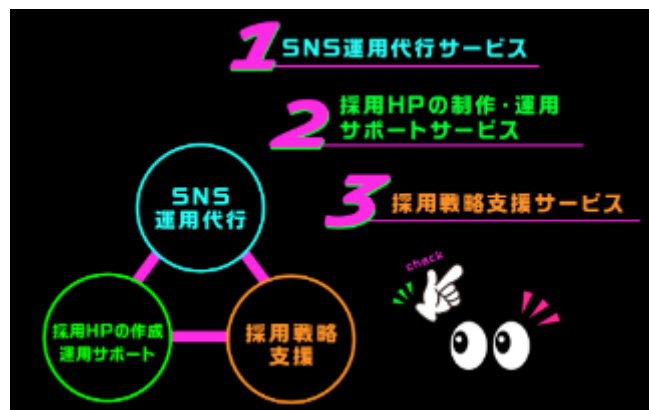 1 SNS運用代行サービス
2 採用HPの制作・運用
サポートサービス
3 採用戦略支援サービス
SNS
運用代行
採用HPの作成
運用サポート
採用戦略
支援
check